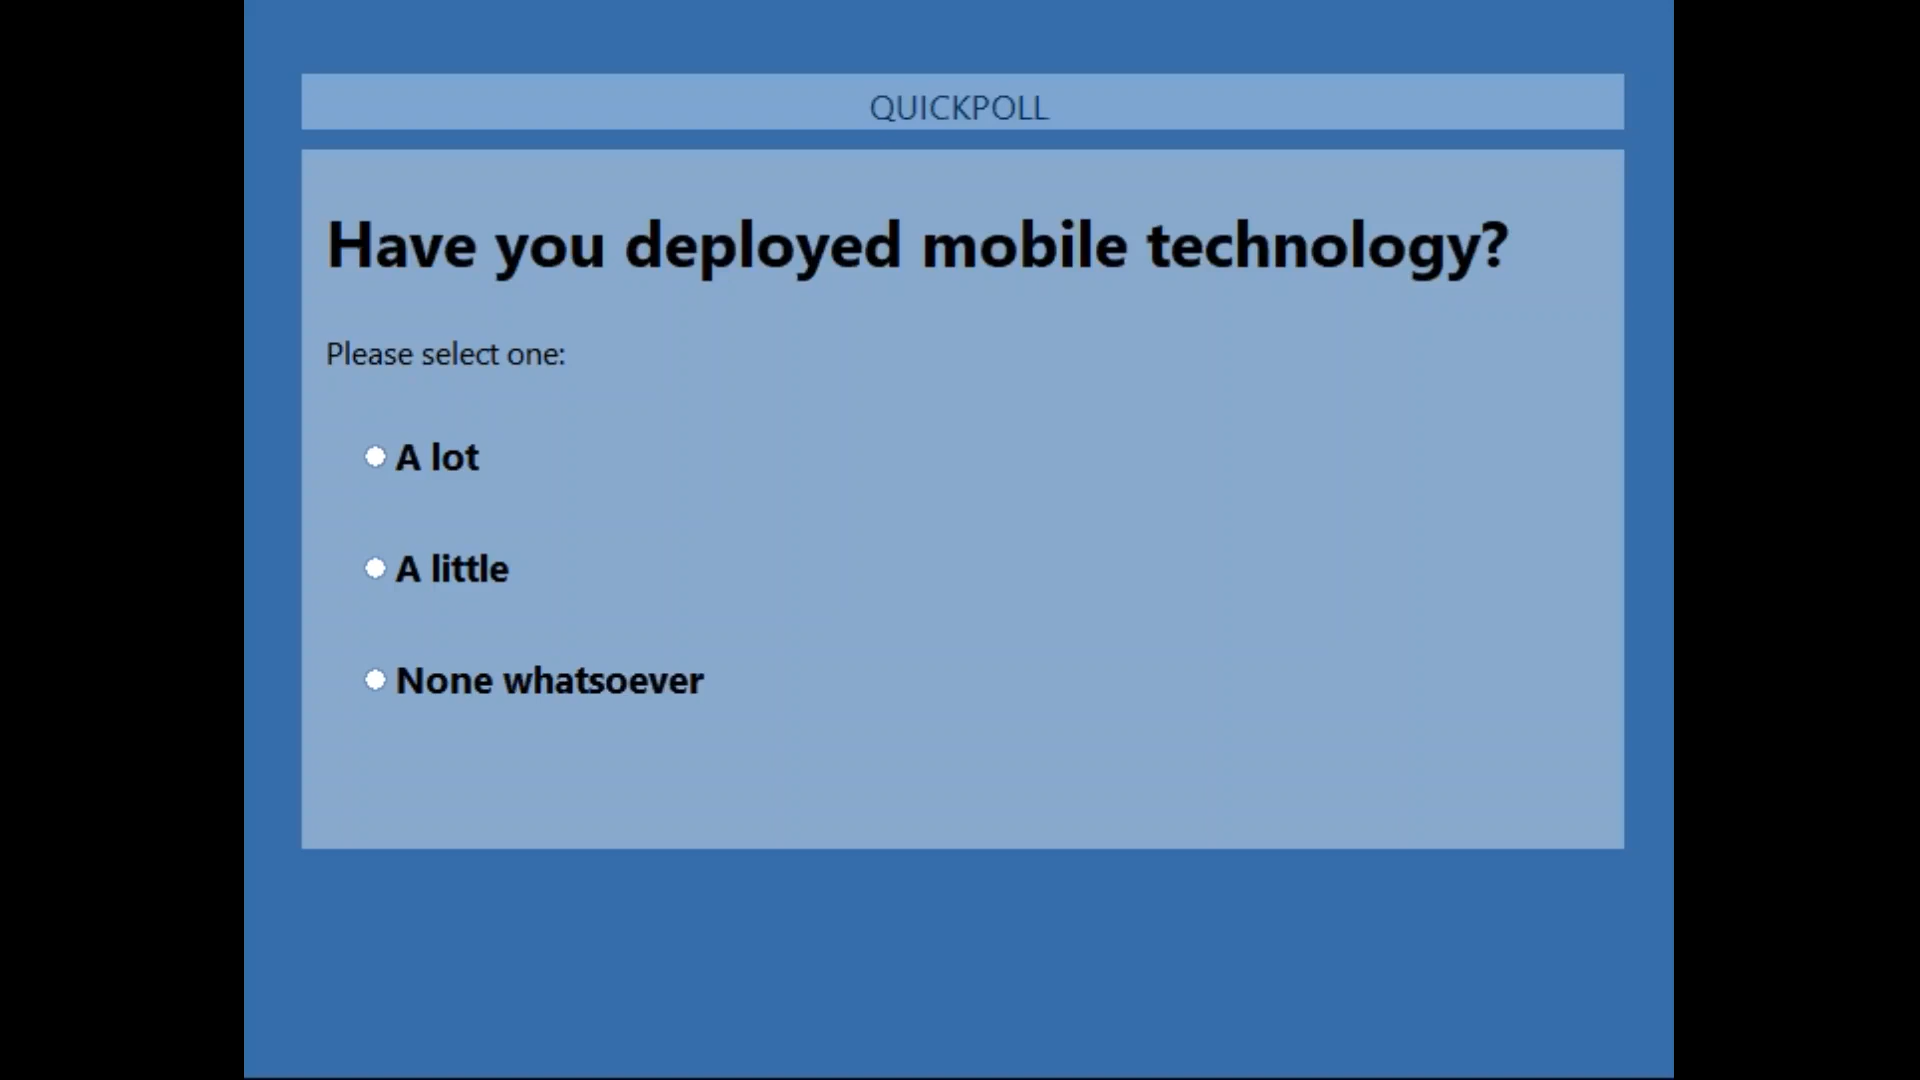 QUICKPOLL
Have you deployed mobile technology?
Please select one:
A lot
A little
None whatsoever